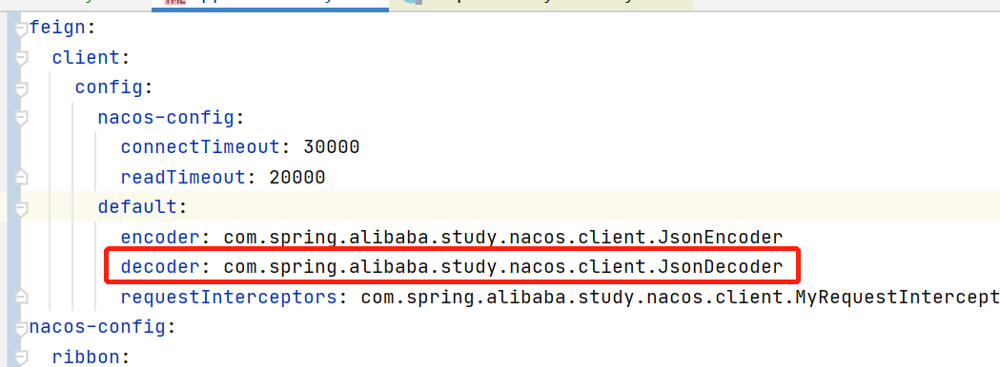 feign:
client:
config:
nacos-config:
connectTimeout: 30000
readTimeout: 20000
default:
encoder: com.spring.alibaba.study.nacos.client.JsonEncoder
decoder: com.spring.alibaba.study.nacos.client.JsonDecoder
requestInterceptors: com.spring.alibaba.study.nacos.client.MyRequestIntercept
nacos-config:
ribbon: